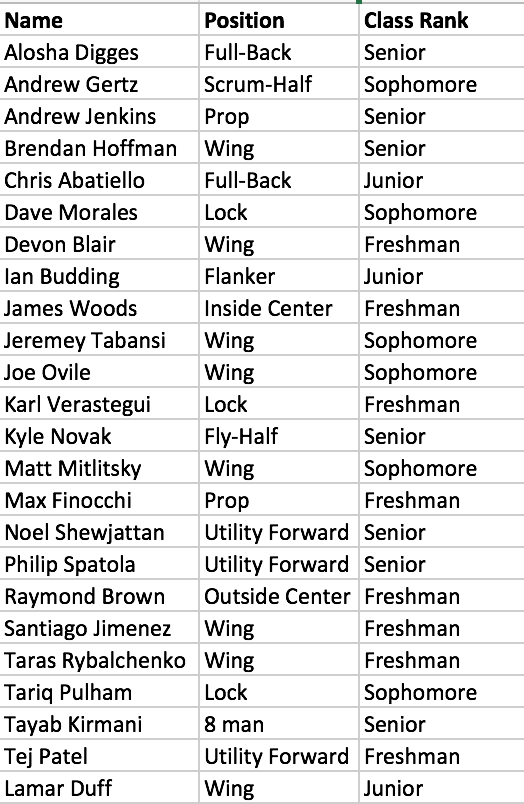 Name Position Class Rank
Alosha Digges Full-Back Senior
Andrew Gertz Scrum-Half Sophomore
Andrew Jenkins Prop Senior
Brendan Hoffman Wing Senior
Chris Abatiello Full-Back Junior
Dave Morales Lock Sophomore
Devon Blair Wing Freshman
Ian Budding Flanker Junior
James Woods Inside Center Freshman
Jeremey Tabansi Wing Sophomore
Joe Ovile Wing Sophomore
Karl Verastegui Lock Freshman
Kyle Novak Fly-Half Senior
Matt Mitlitsky Wing Sophomore
Max Finocchi Prop Freshman
Noel Shewjattan Utility Forward Senior
Philip Spatola Utility Forward Senior
Raymond Brown Outside Center Freshman
Santiago Jimenez Wing Freshman
Taras Rybalchenko Wing Freshman
Tariq Pulham Lock Sophomore
Tayab Kirmani 8 man Senior
Tej Patel Utility Forward Freshman
Lamar Duff Wing Junior